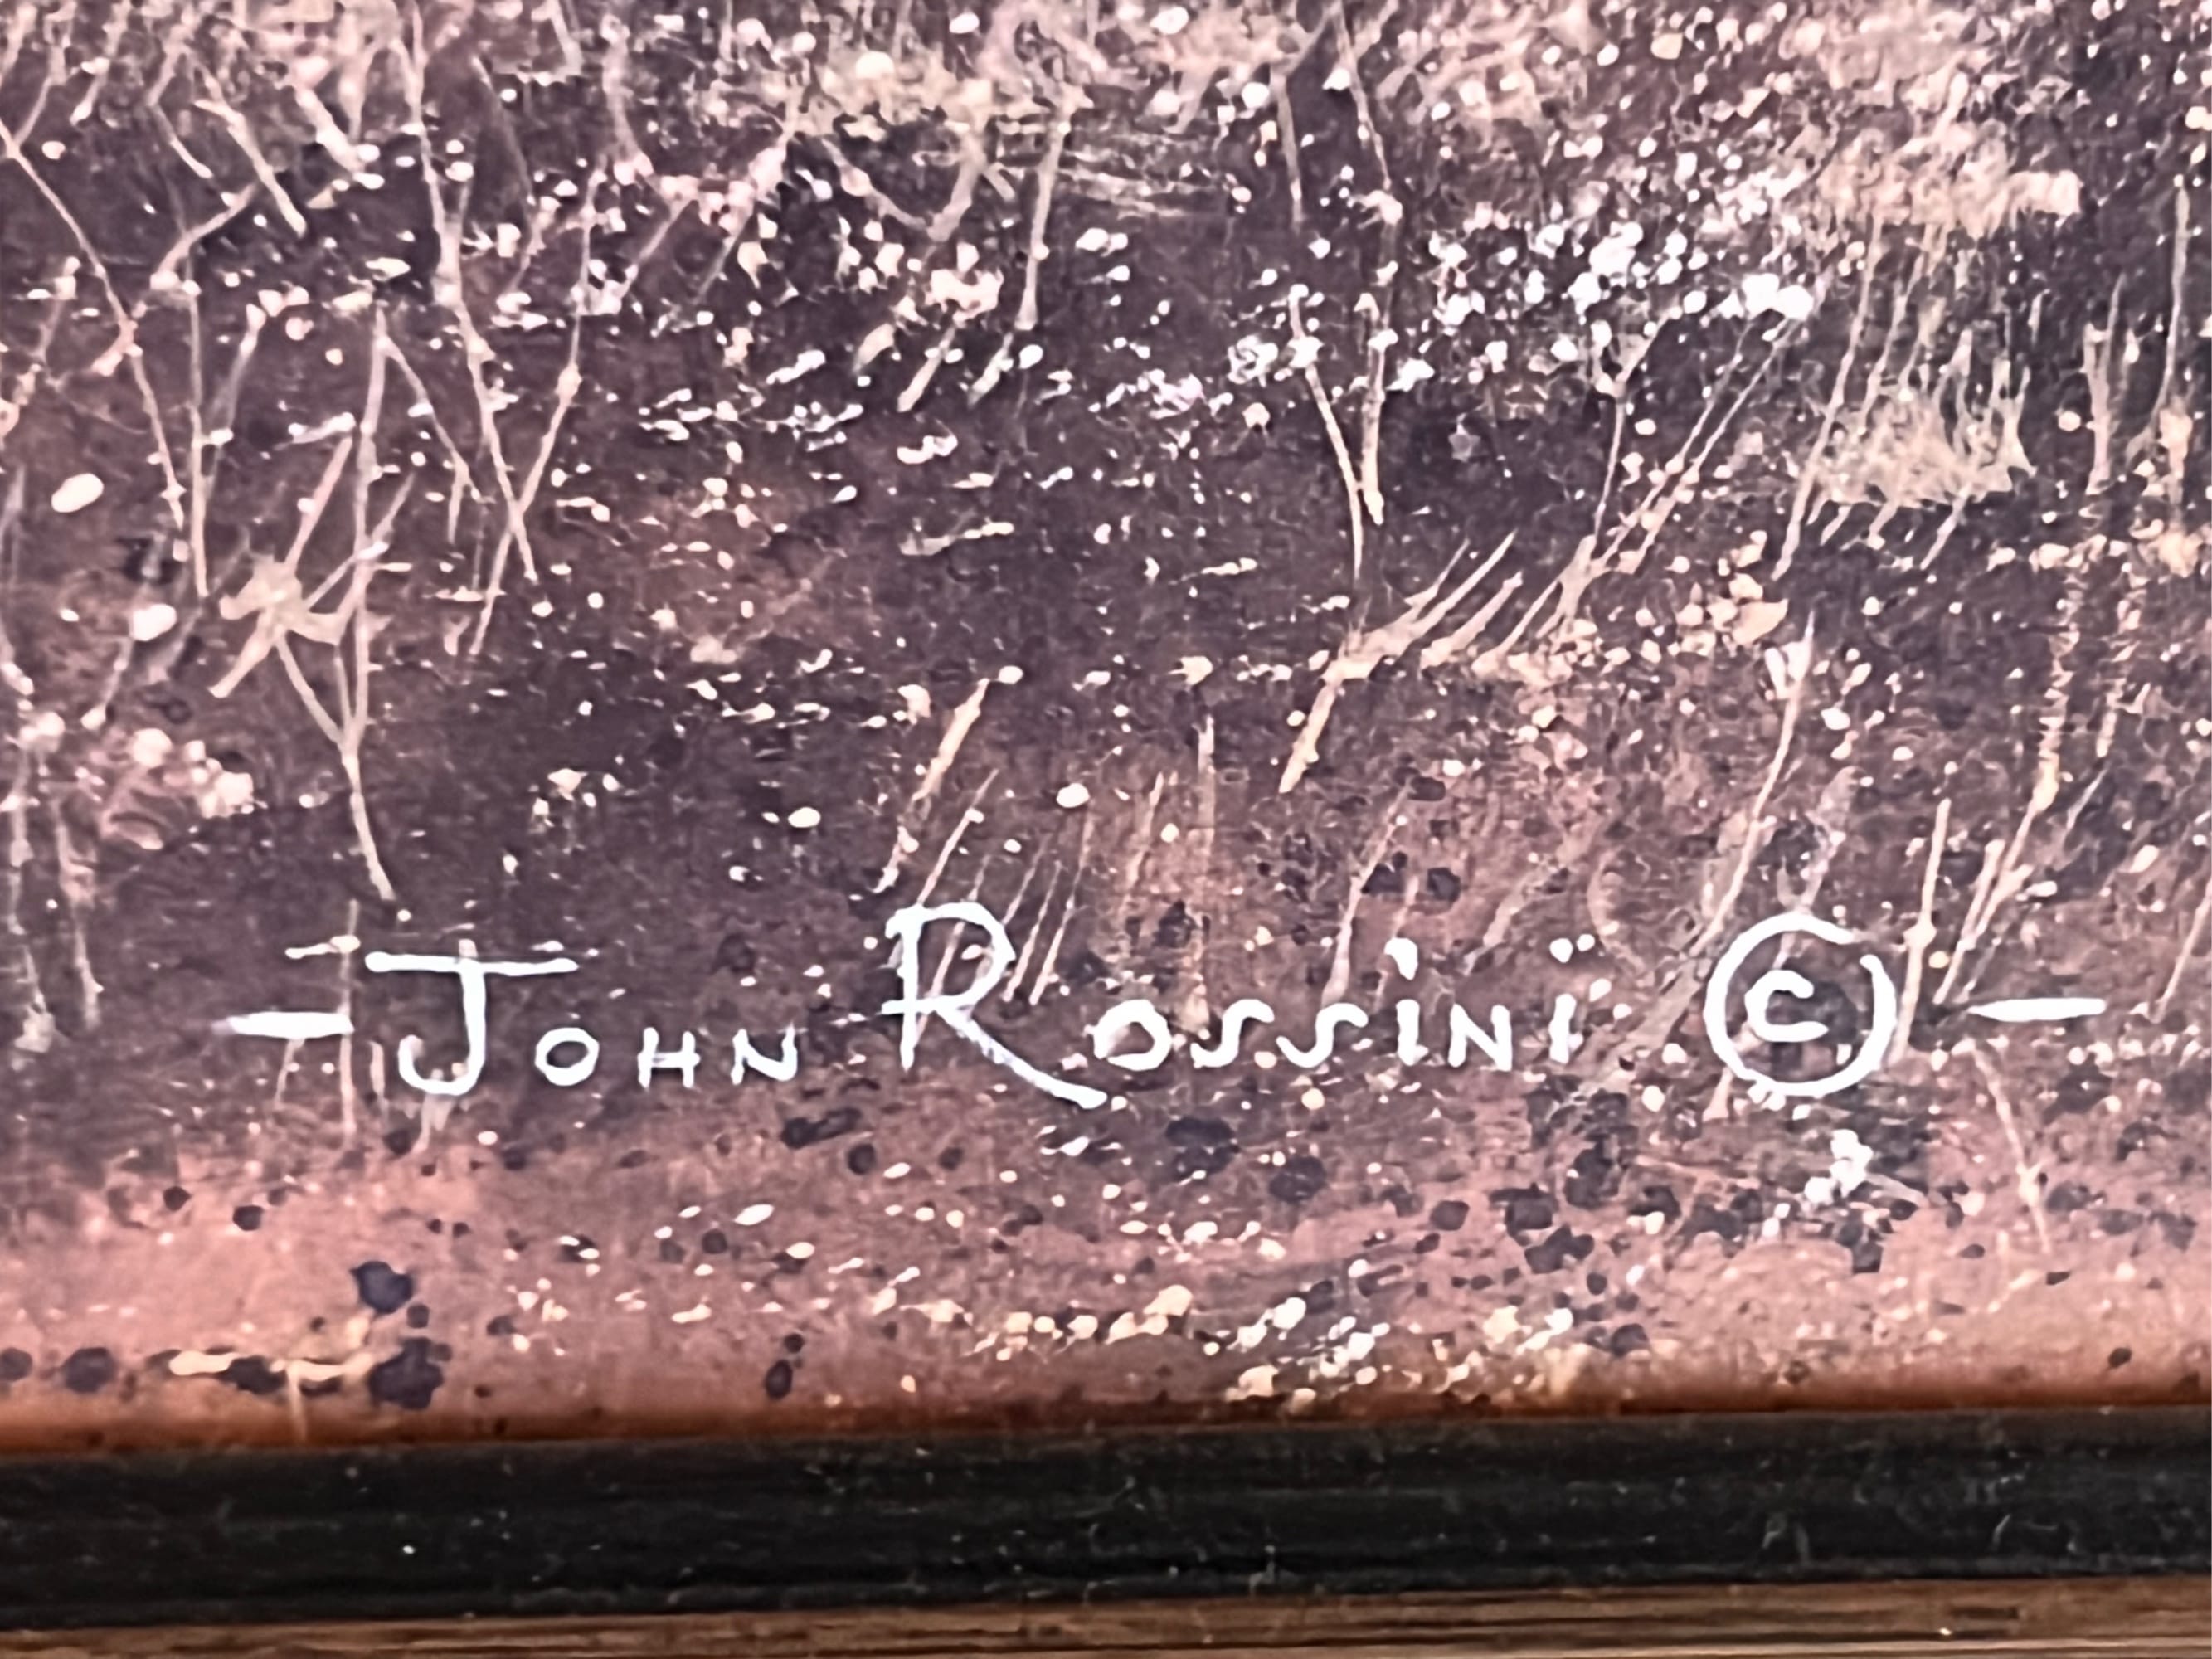 - John Rossini © -